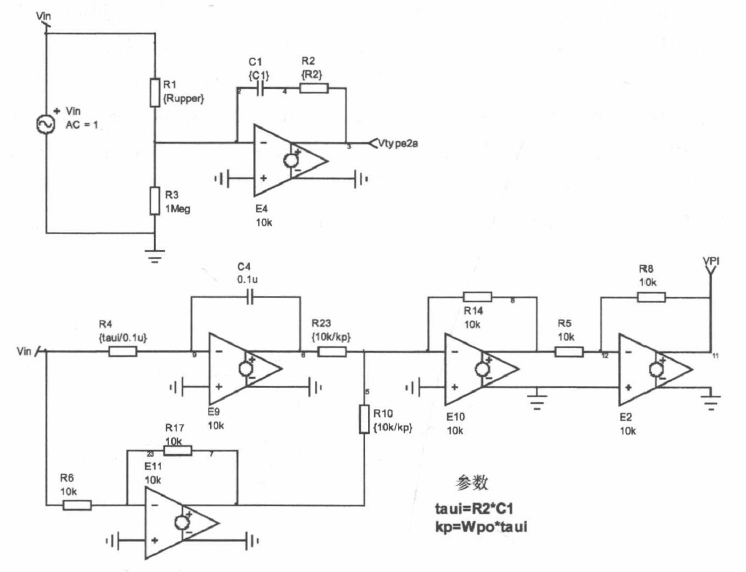 Vin
R1
{Rupper}
C1
{C1}
R2
{R2}
2
4
+ Vin
AC = 1
Vtype2a
3
R3
1Meg
E4
10k
C4
0.1u
VPI
R8
10k
R4
{taui/0.1u}
R23
{10k/kp}
R14
10k
8
R5
10k
Vin
9
6
12
11
5
R10
{10k/kp}
E9
10k
E10
10k
E2
10k
R17
10k
23
7
E11
10k
R6
10k
参数
taui=R2*C1
kp=Wpo*taui